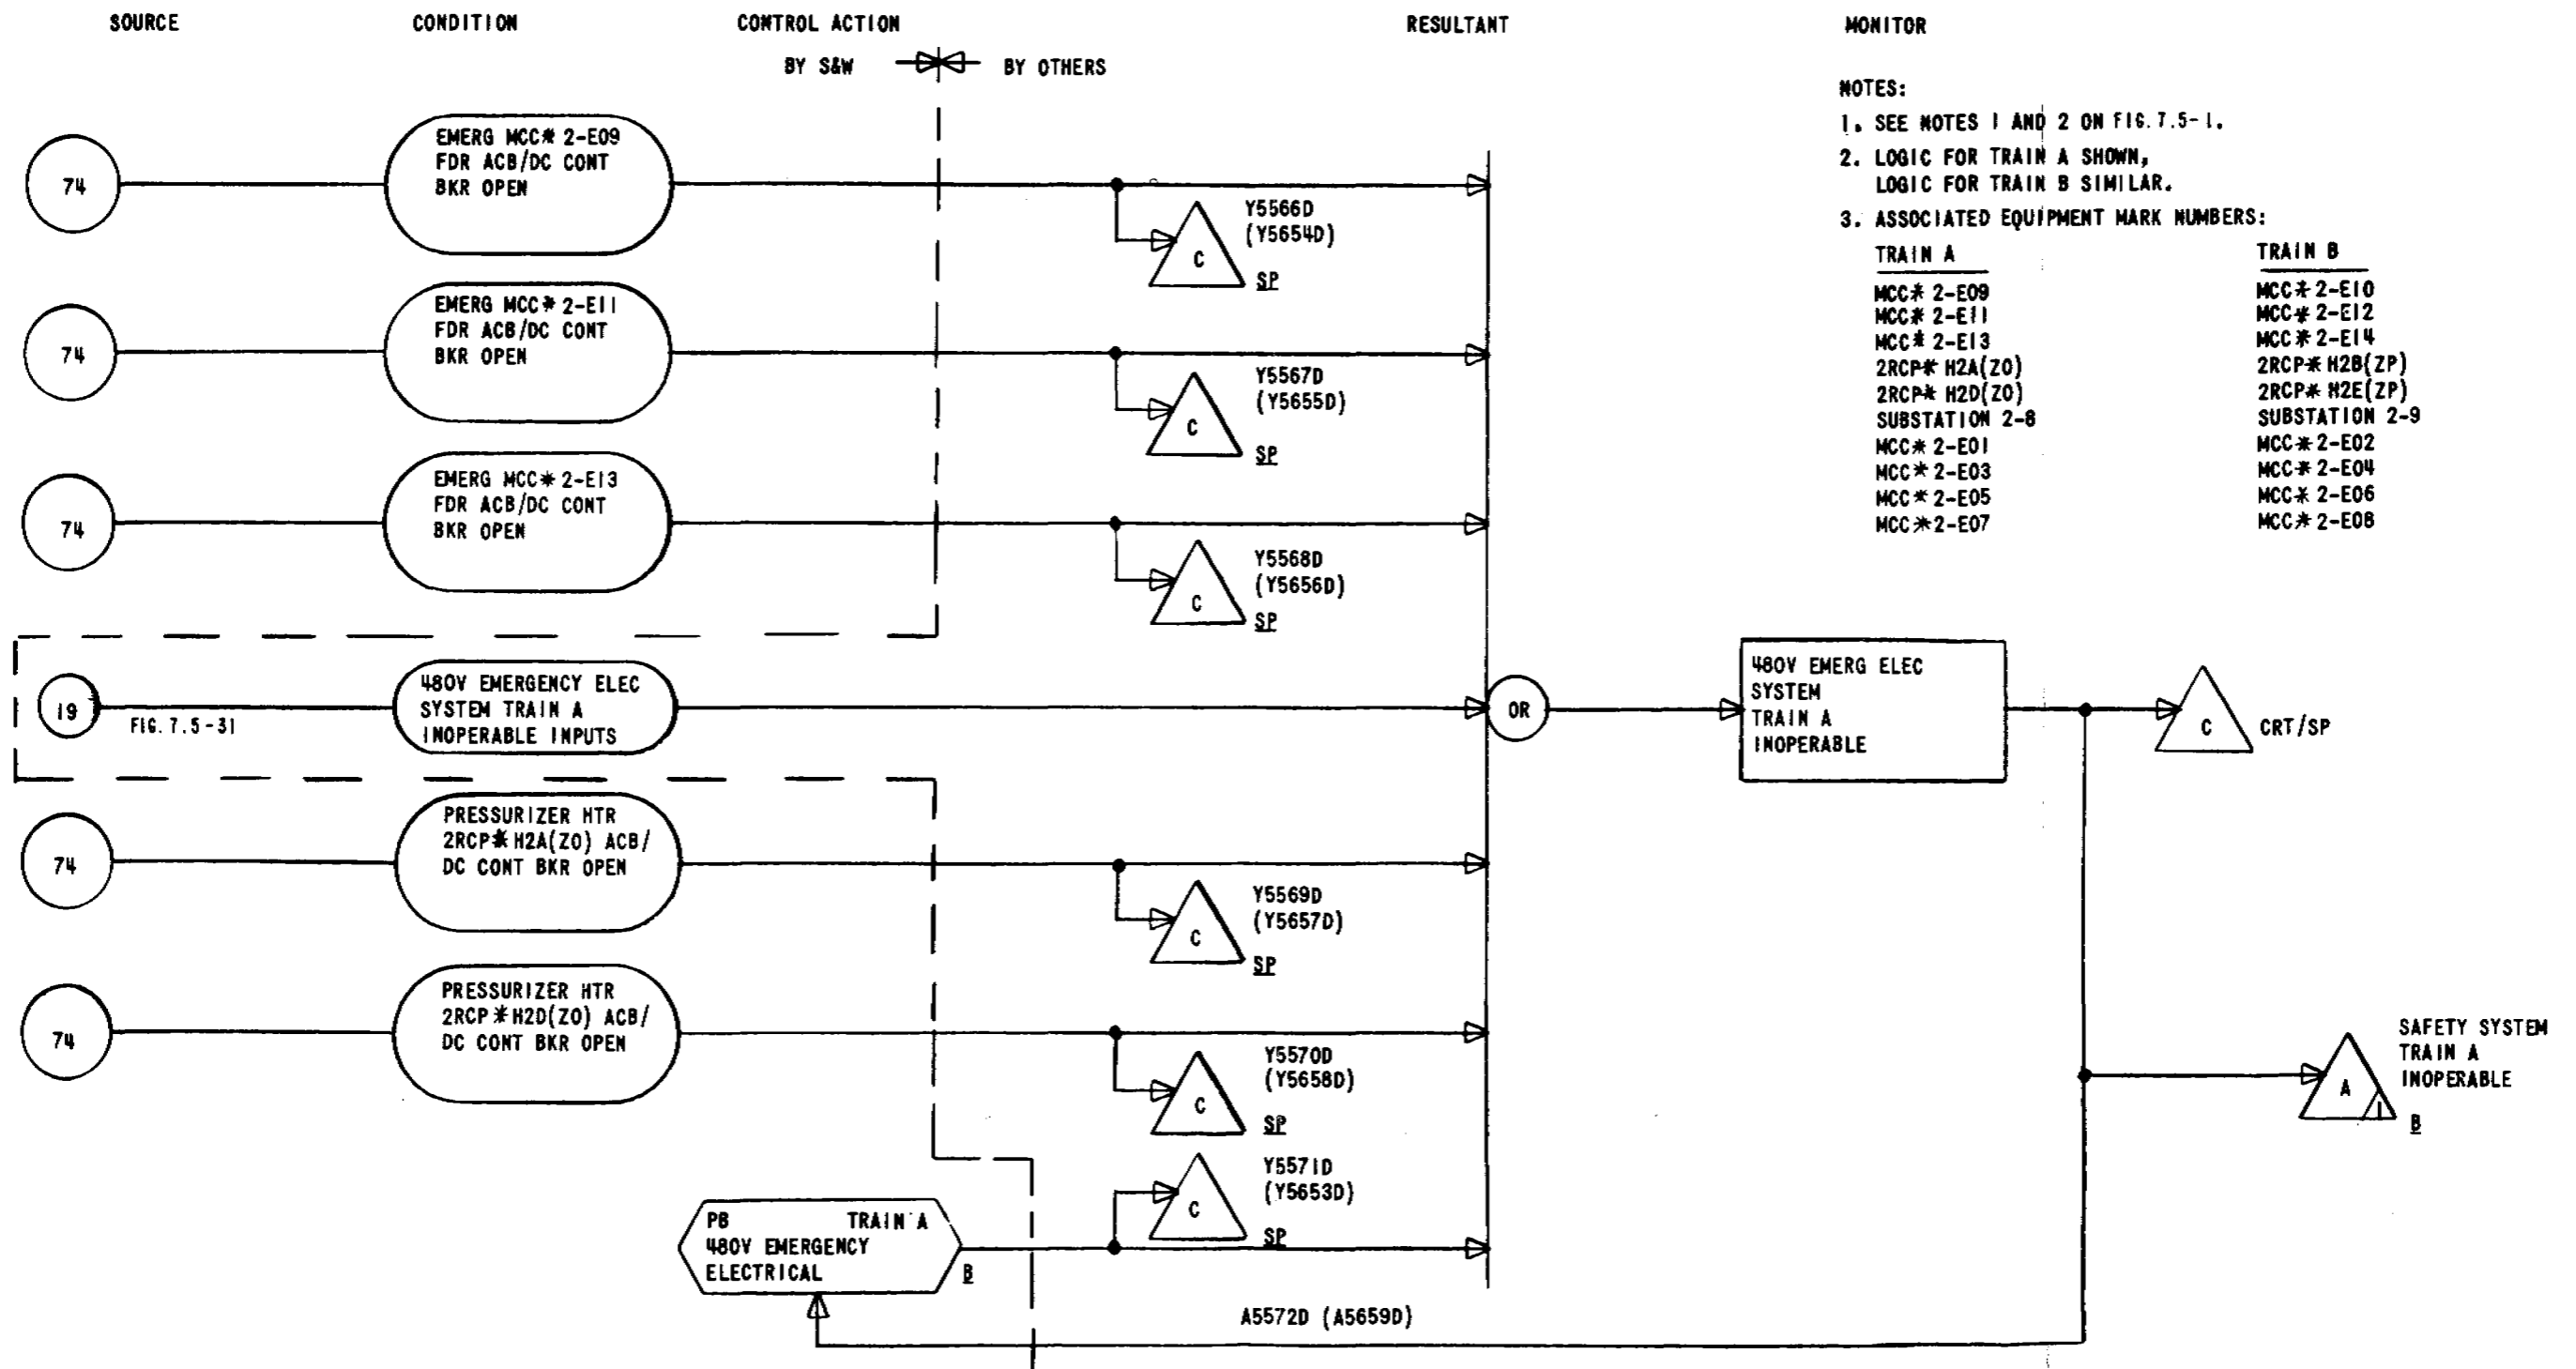 SOURCE
CONDITION
CONTROL ACTION
RESULTANT
MONITOR
BY S&W
BY OTHERS
NOTES:
1. SEE NOTES 1 AND 2 ON FIG. 7.5-1.
2. LOGIC FOR TRAIN A SHOWN,
LOGIC FOR TRAIN B SIMILAR.
3. ASSOCIATED EQUIPMENT MARK NUMBERS:
TRAIN A
TRAIN B
MCC* 2-E09
MCC* 2-E10
MCC* 2-E11
MCC* 2-E12
MCC* 2-E13
MCC* 2-E14
2RCP* H2A(ZO)
2RCP* H2B(ZP)
2RCP* H2D(ZO)
2RCP* H2E(ZP)
SUBSTATION 2-8
SUBSTATION 2-9
MCC* 2-E01
MCC* 2-E02
MCC* 2-E03
MCC* 2-E04
MCC* 2-E05
MCC* 2-E06
MCC* 2-E07
MCC* 2-E08
74
EMERG MCC* 2-E09
FDR ACB/DC CONT
BKR OPEN
Y5566D
(Y5654D)
C
SP
74
EMERG MCC* 2-E11
FDR ACB/DC CONT
BKR OPEN
Y5567D
(Y5655D)
C
SP
74
EMERG MCC* 2-E13
FDR ACB/DC CONT
BKR OPEN
Y5568D
(Y5656D)
C
SP
19
FIG. 7.5-31
480V EMERGENCY ELEC
SYSTEM TRAIN A
INOPERABLE INPUTS
OR
480V EMERG ELEC
SYSTEM
TRAIN A
INOPERABLE
C
CRT/SP
74
PRESSURIZER HTR
2RCP* H2A(ZO) ACB/
DC CONT BKR OPEN
Y5569D
(Y5657D)
C
SP
74
PRESSURIZER HTR
2RCP* H2D(ZO) ACB/
DC CONT BKR OPEN
Y5570D
(Y5658D)
C
SP
SAFETY SYSTEM
TRAIN A
INOPERABLE
A
1
B
Y5571D
(Y5653D)
C
SP
PB TRAIN A
480V EMERGENCY
ELECTRICAL
B
A5572D (A5659D)